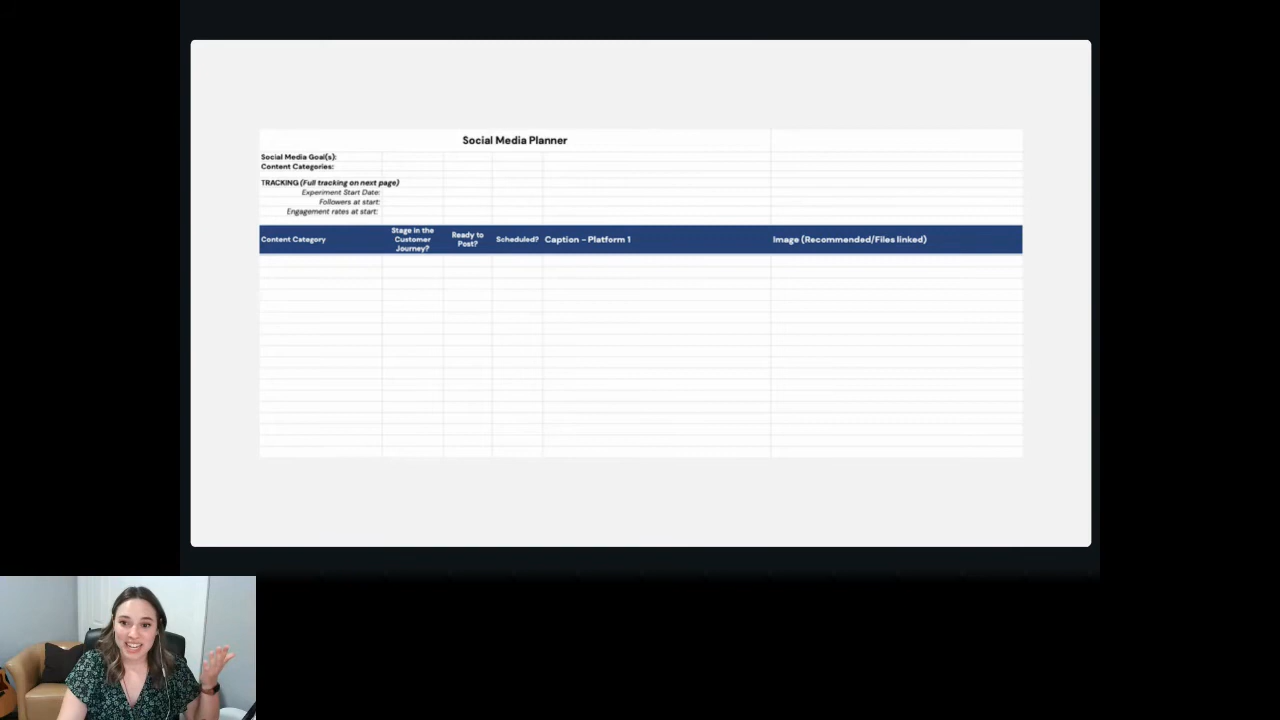 Social Media Planner
Social Media Goal(s):
Content Categories:
TRACKING (Full tracking on next page)
Experiment Start Date:
Followers at start:
Engagement rates at start:
Content Category
Stage in the
Customer
Journey?
Ready to
Post?
Scheduled?
Caption - Platform 1
Image (Recommended/Files linked)